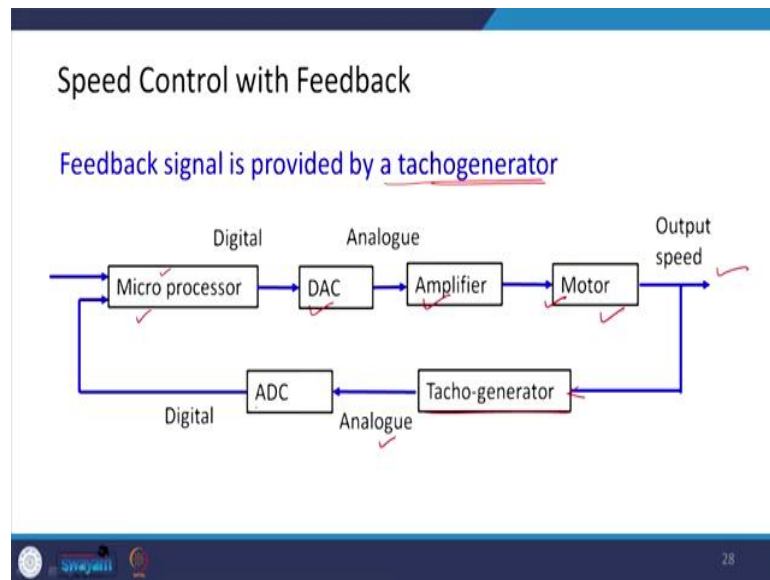 Speed Control with Feedback
Feedback signal is provided by a tachogenerator
Digital
Analogue
Output
speed
Micro processor
DAC
Amplifier
Motor
ADC
Tacho-generator
Digital
Analogue
swayam
28